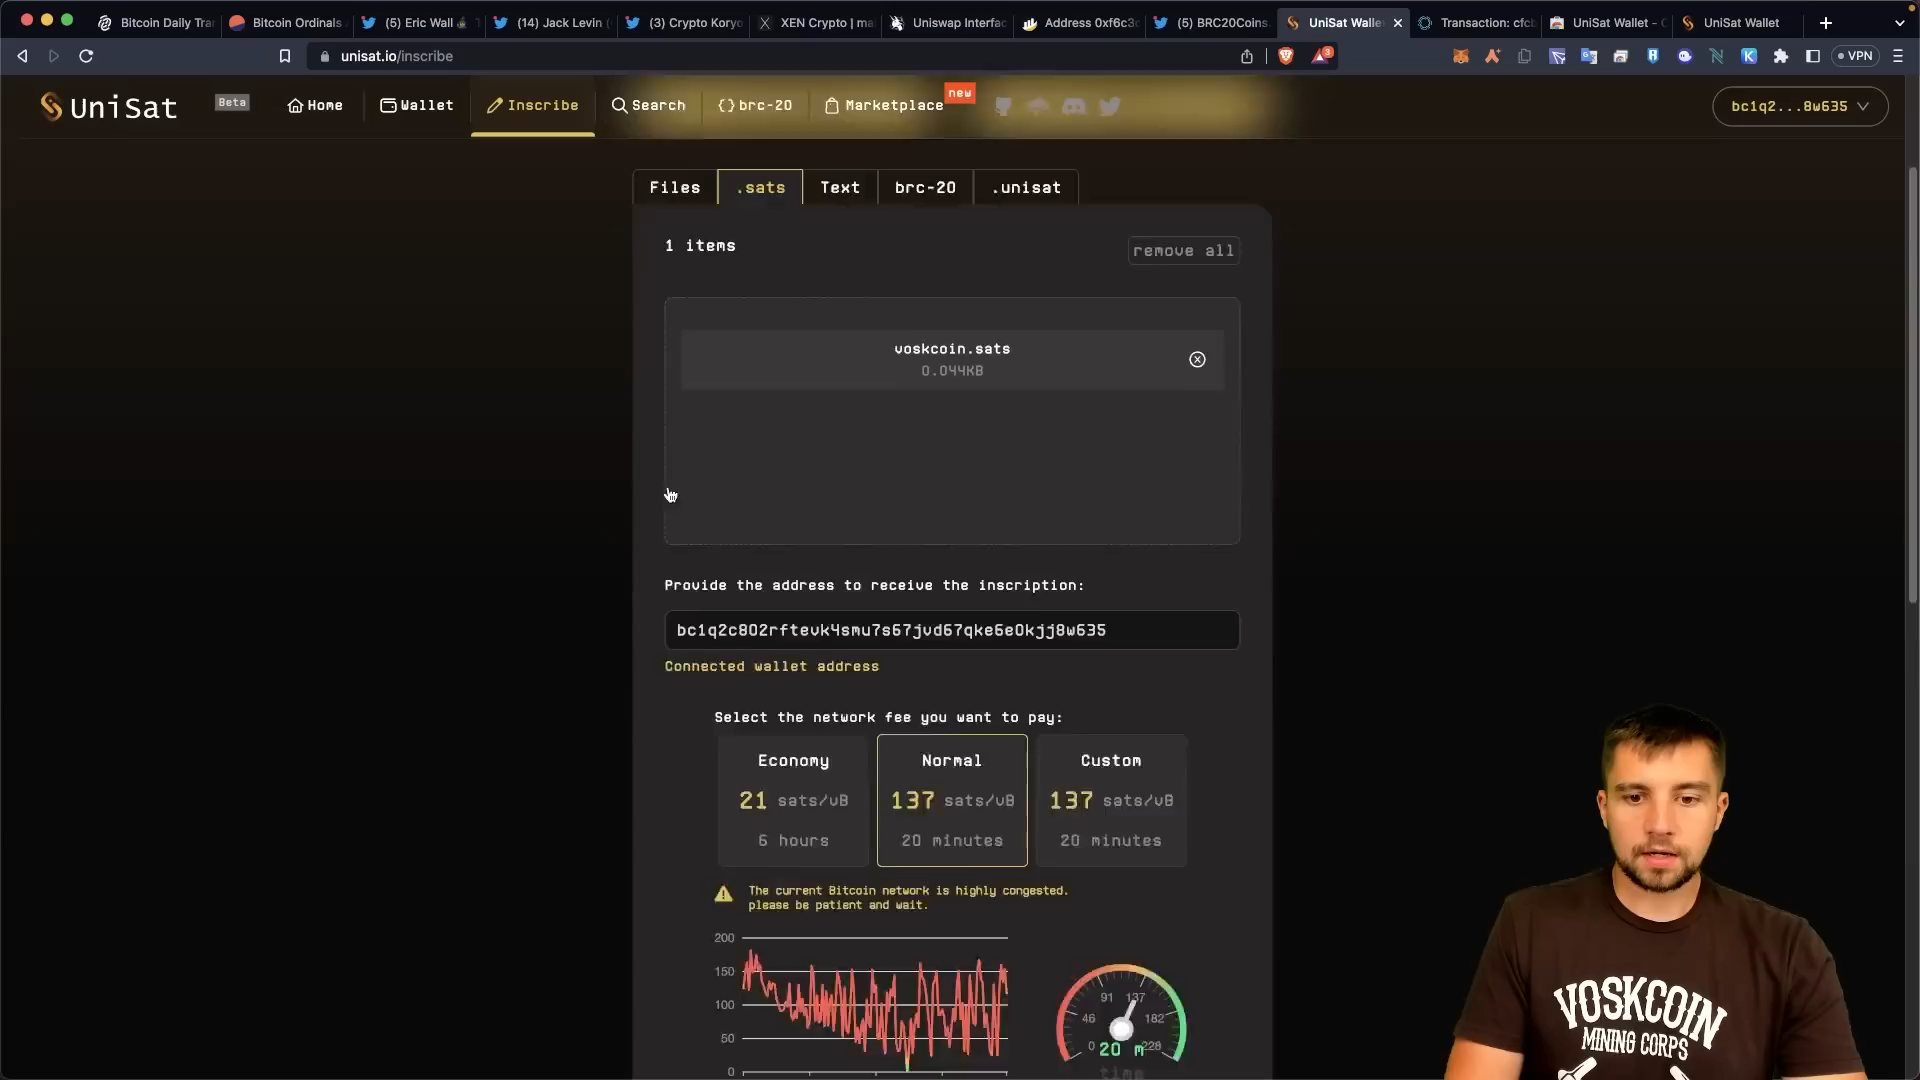 Bitcoin Daily Tra
Bitcoin Ordinals
(5) Eric Wall
(14) Jack Levin (
(3) Crypto Koryo
XEN Crypto | ma
Uniswap Interfac
Address 0xf6c3c
(5) BRC20Coins.
UniSat Walle
Transaction: cfcb
UniSat Wallet - C
UniSat Wallet
unisat.io/inscribe
3
VPN
UniSat
Beta
Home
Wallet
Inscribe
Search
{} brc-20
Marketplace
new
bc1q2...8w635
Files
.sats
Text
brc-20
.unisat
1 items
remove all
voskcoin.sats
0.044KB
Provide the address to receive the inscription:
bc1q2c802rftevk4smu7s67jvd67qke6e0kjj8w635
Connected wallet address
Select the network fee you want to pay:
Economy
21 sats/vB
6 hours
Normal
137 sats/vB
20 minutes
Custom
137 sats/vB
20 minutes
The current Bitcoin network is highly congested.
please be patient and wait.
200
150
100
50
0
0
46
91
137
182
228
20 m
time
VOSKCOIN
MINING CORPS